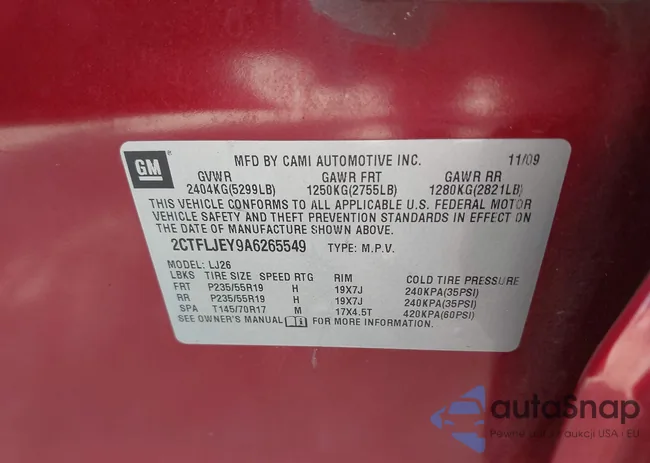 GM
MFD BY CAMI AUTOMOTIVE INC. 11/09
GVWR GAWR FRT GAWR RR
2404KG(5299LB) 1250KG(2755LB) 1280KG(2821LB)
THIS VEHICLE CONFORMS TO ALL APPLICABLE U.S. FEDERAL MOTOR
VEHICLE SAFETY AND THEFT PREVENTION STANDARDS IN EFFECT ON
THE DATE OF MANUFACTURE SHOWN ABOVE.
2CTFLJEY9A6265549 TYPE: M.P.V.
MODEL: LJ26
LBKS TIRE SIZE SPEED RTG RIM COLD TIRE PRESSURE
FRT P235/55R19 H 19X7J 240KPA(35PSI)
RR P235/55R19 H 19X7J 240KPA(35PSI)
SPA T145/70R17 M 17X4.5T 420KPA(60PSI)
SEE OWNER'S MANUAL FOR MORE INFORMATION.
autoSnap
aukcji USA i EU